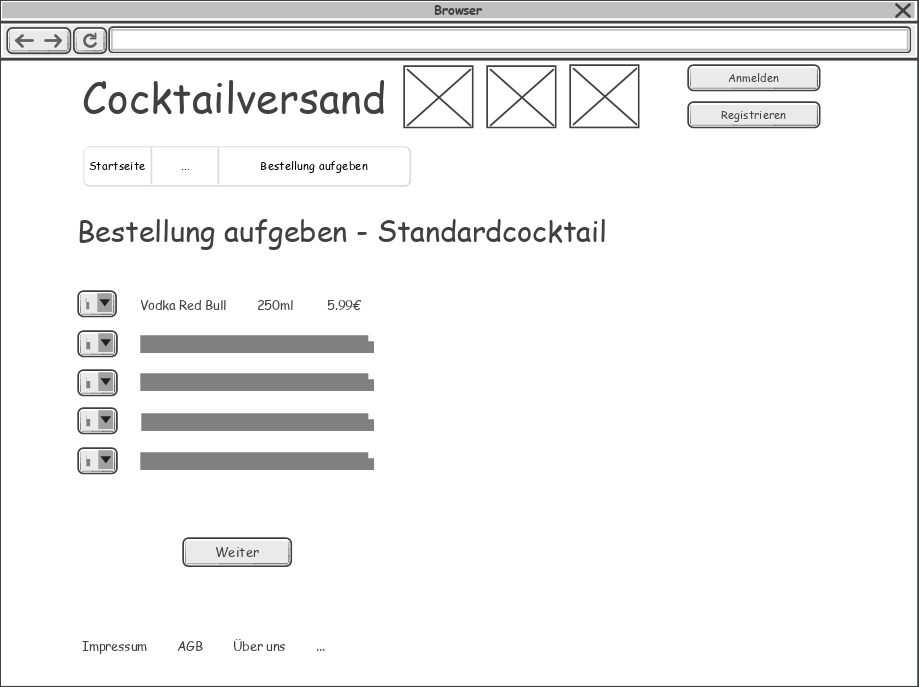 Browser
Cocktailversand
Anmelden
Registrieren
Startseite ... Bestellung aufgeben
Bestellung aufgeben - Standardcocktail
Vodka Red Bull 250ml 5.99€
Weiter
Impressum AGB Über uns ...